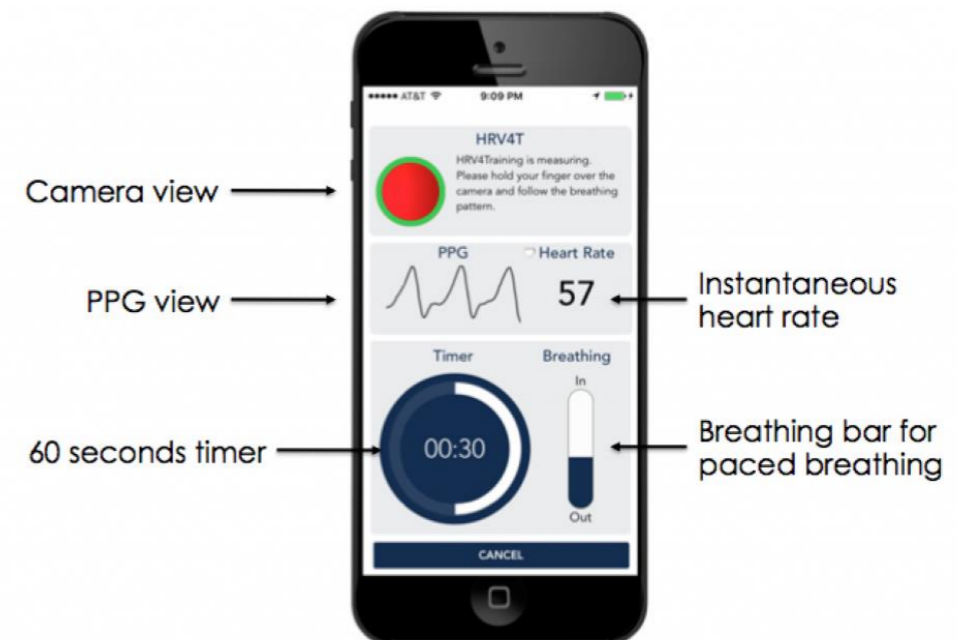 AT&T 9:09 PM
HRV4T
HRV4Training is measuring.
Please hold your finger over the
camera and follow the breathing
pattern.
Camera view
PPG
Heart Rate
57
PPG view
Instantaneous
heart rate
Timer
Breathing
In
00:30
60 seconds timer
Breathing bar for
paced breathing
Out
CANCEL